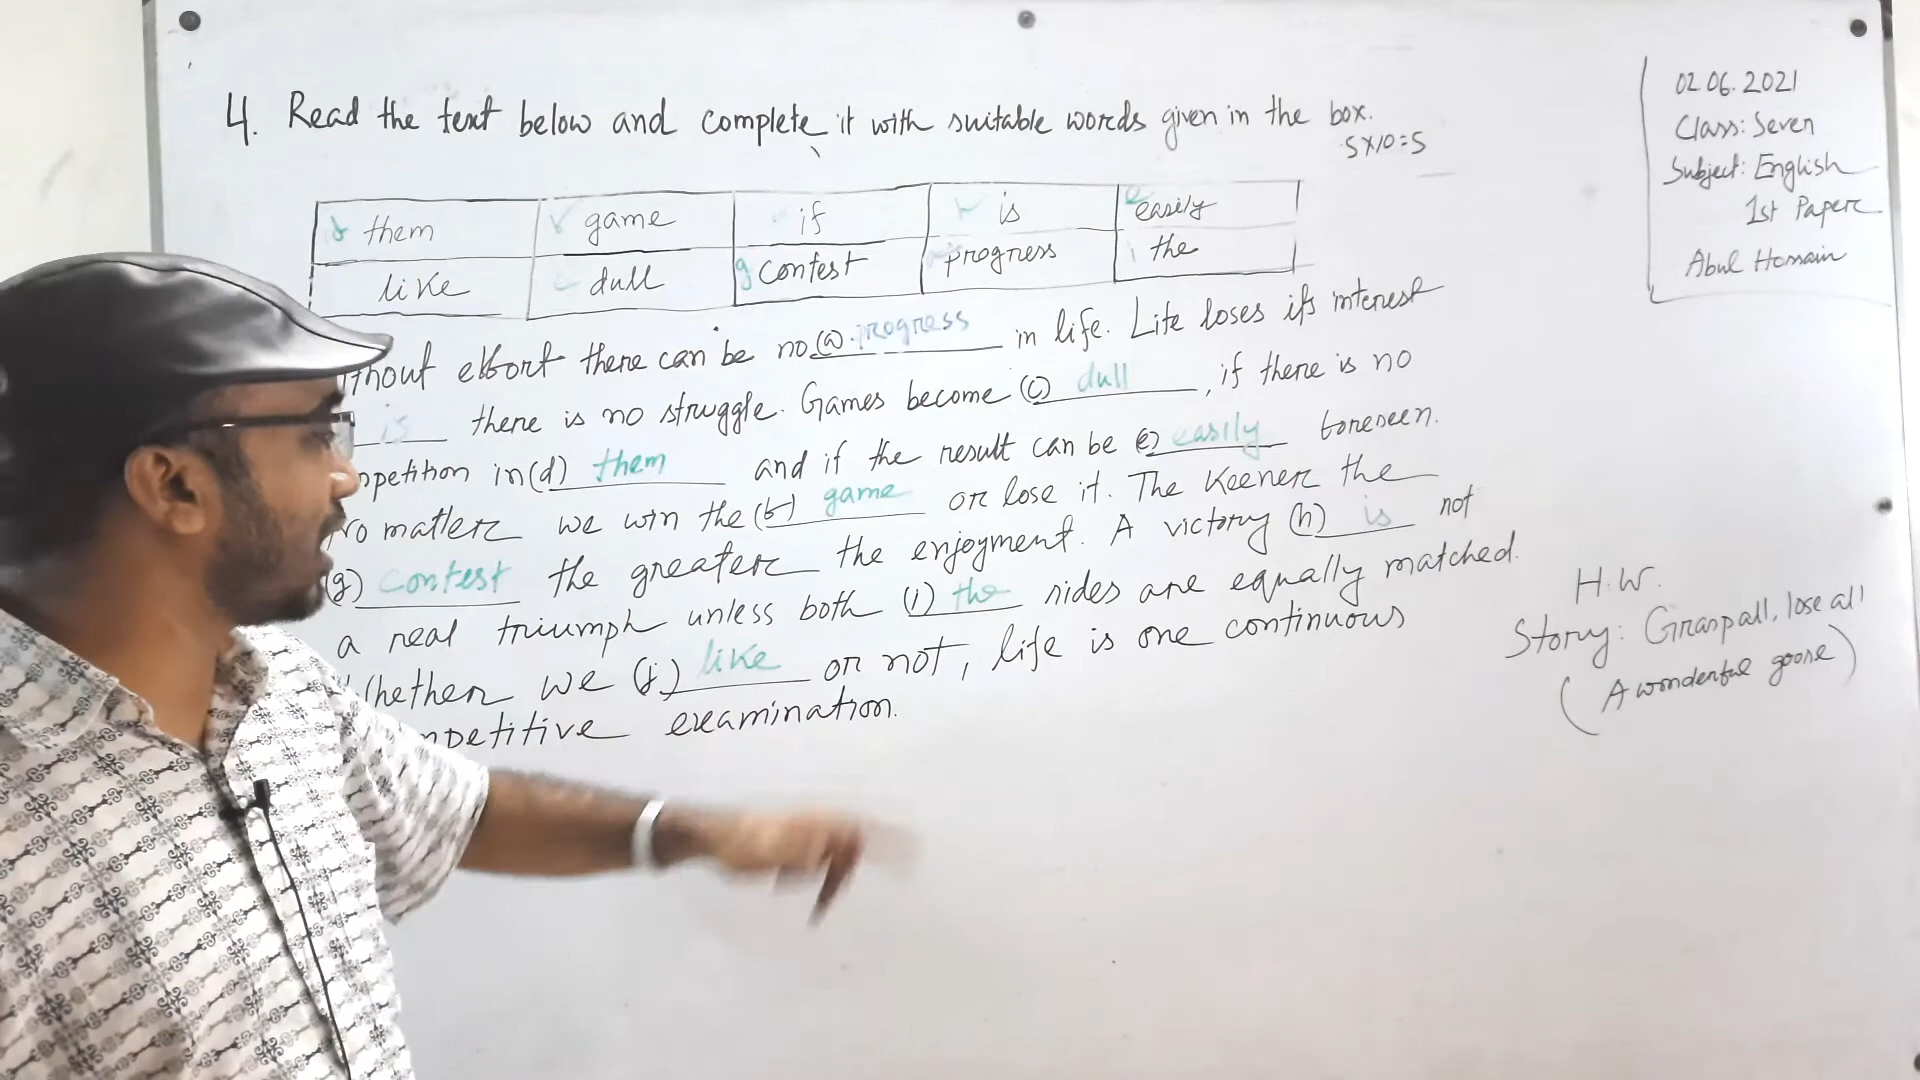 4. Read the text below and complete it with suitable words given in the box.
5X10=5
them game if is easily
like dull contest progress the
thout effort there can be no (a) progress in life. Life loses its interest
is there is no struggle. Games become (c) dull, if there is no
mpetition in (d) them and if the result can be (e) easily foreseen.
No matter we win the (f) game or lose it. The Keener the
(g) contest the greater the enjoyment. A victory (h) is not
a real triumph unless both (i) the sides are equally matched.
Whether we (j) like or not, life is one continuous
mpetitive examination.
02.06.2021
Class: Seven
Subject: English
1st Paper
Abul Hossain
H.W.
Story: Grasp all, lose all
(A wonderful goose)